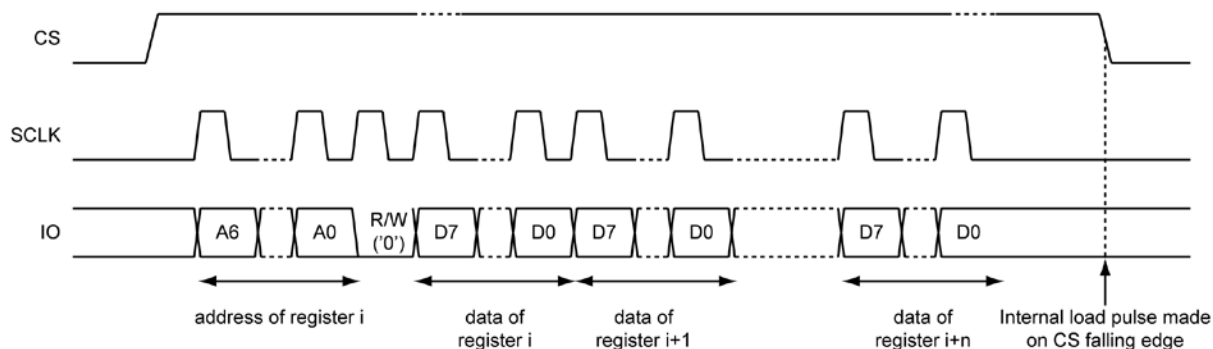 CS
SCLK
IO
A6
A0
R/W
('0')
D7
D0
D7
D0
D7
D0
address of register i
data of
register i
data of
register i+1
data of
register i+n
Internal load pulse made
on CS falling edge